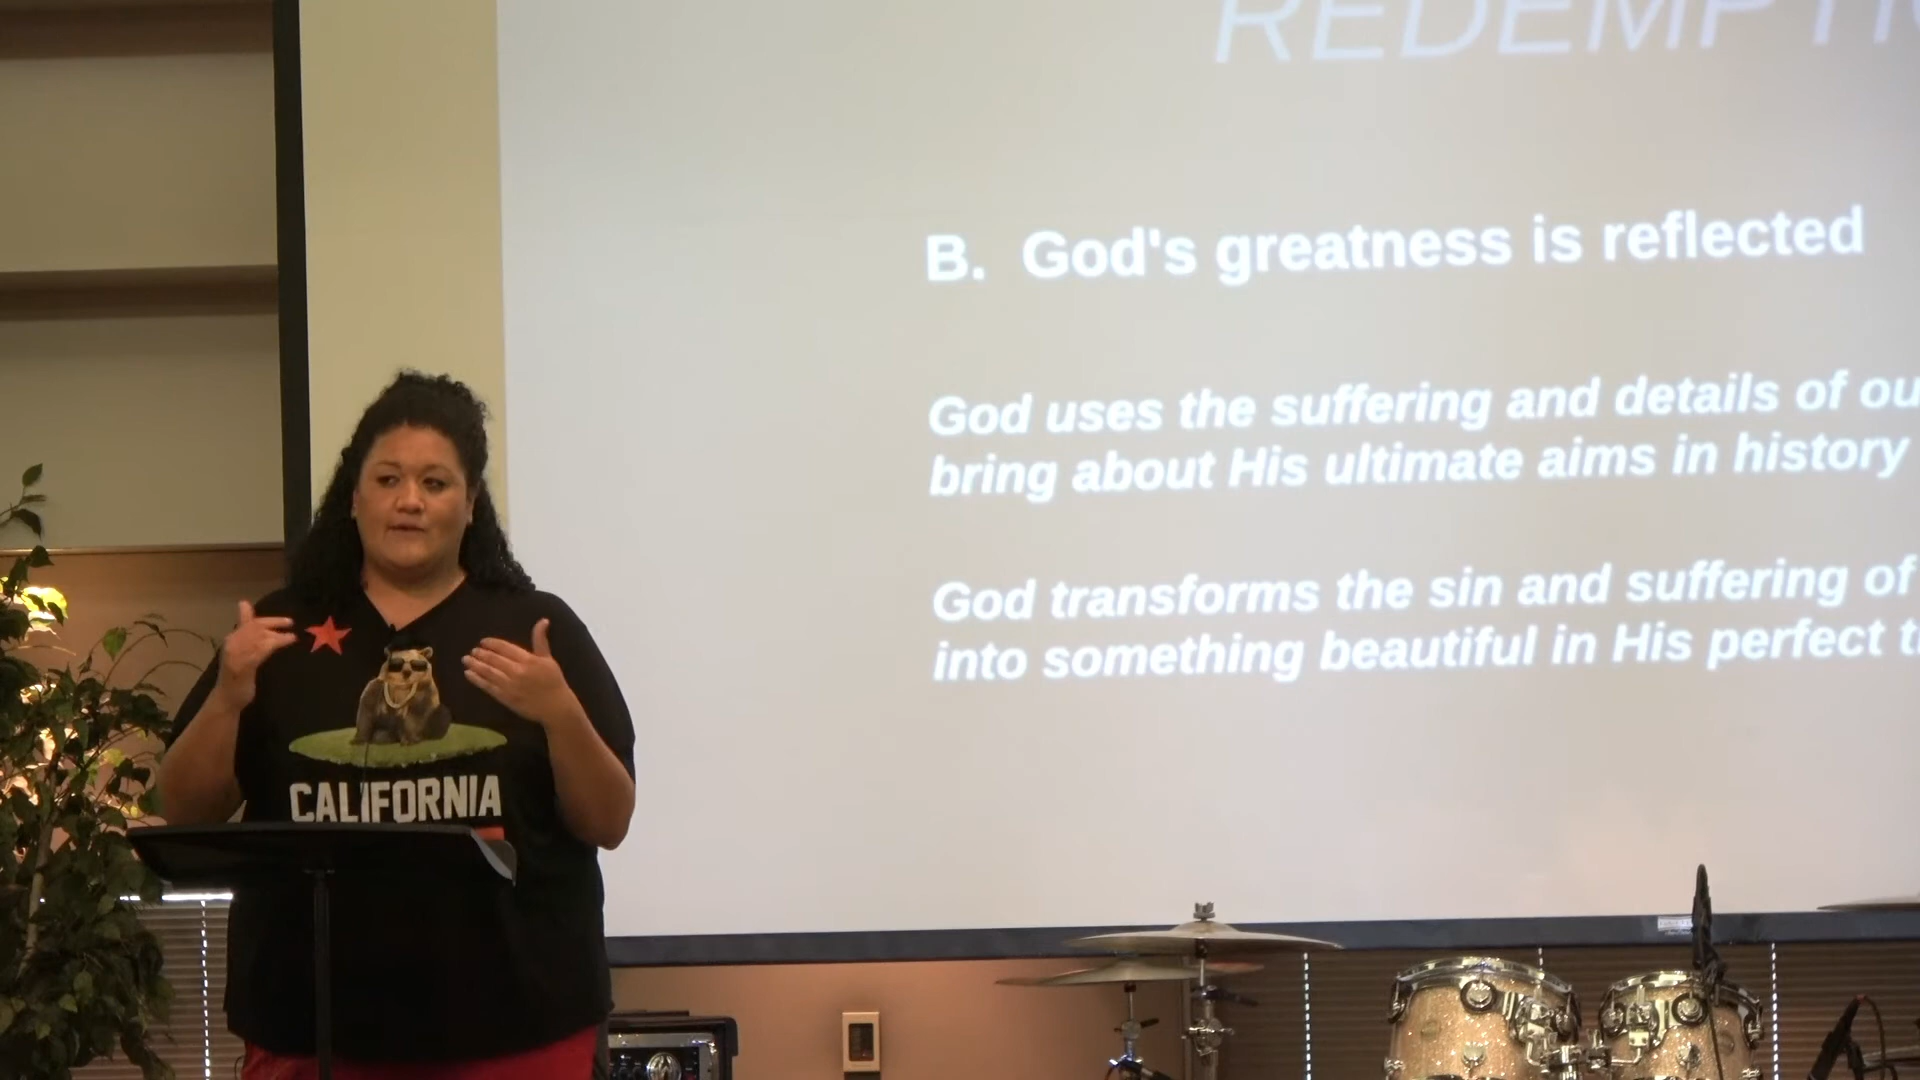 B. God's greatness is reflected
God uses the suffering and details of
bring about His ultimate aims in history
God transforms the sin and suffering of
into something beautiful in His perfect
CALIFORNIA